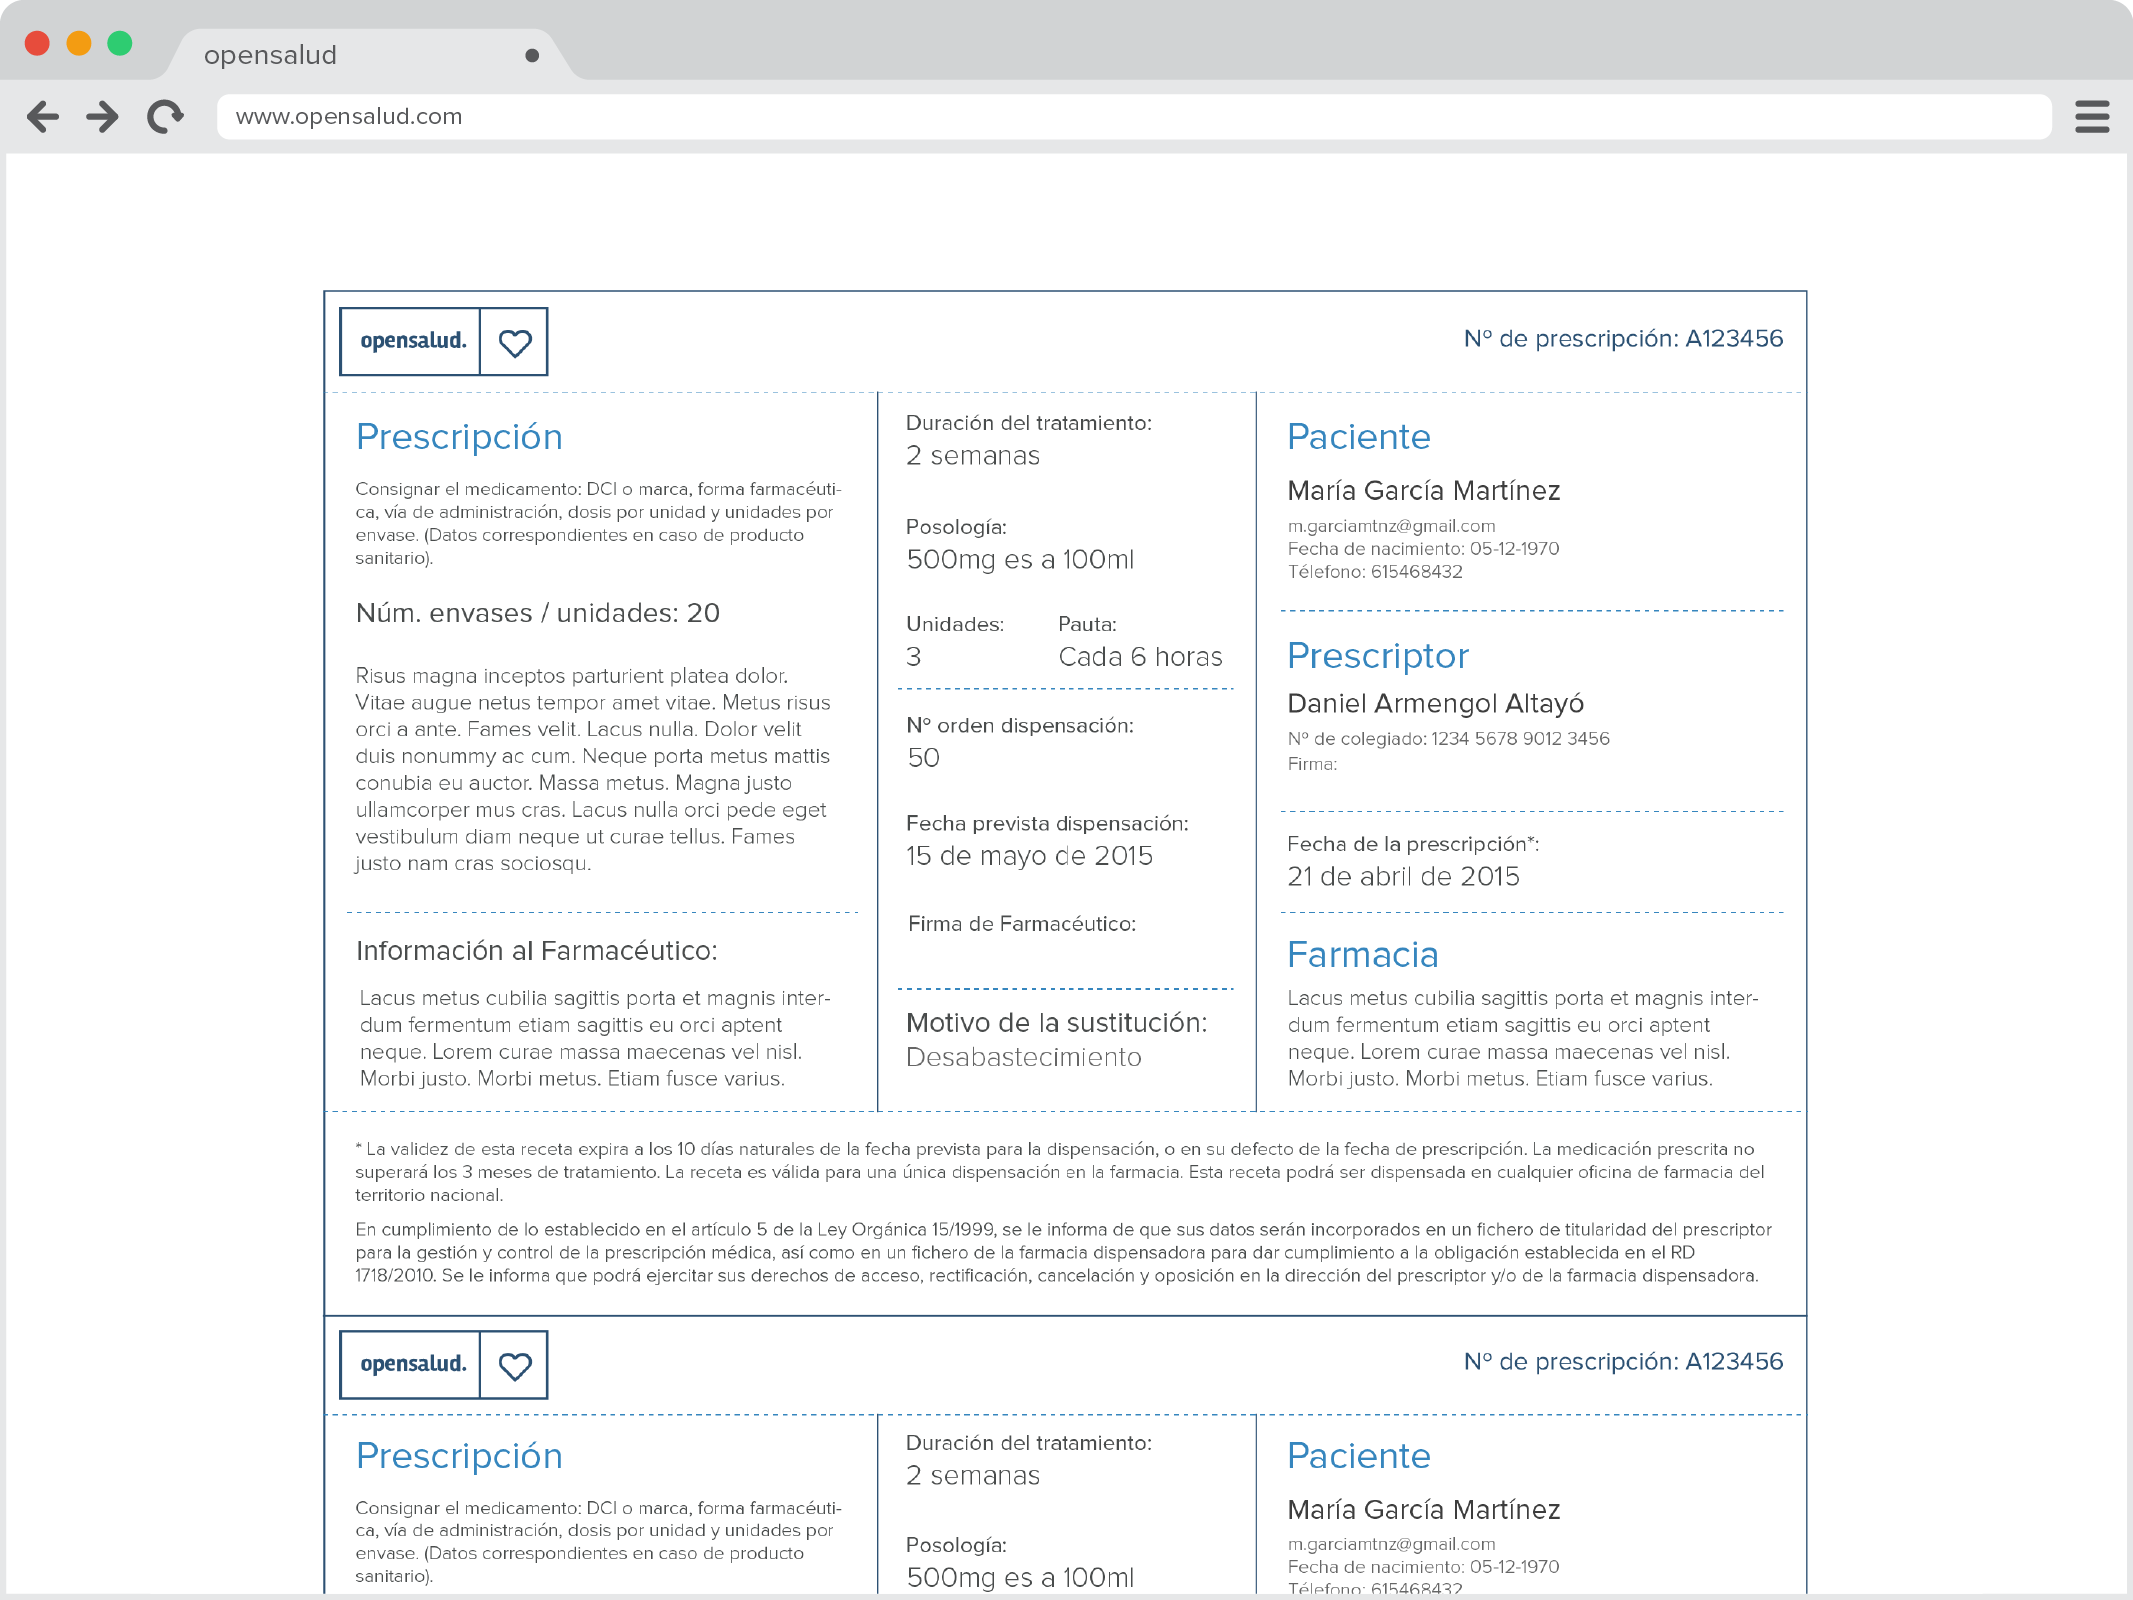 opensalud
www.opensalud.com
opensalud.
Nº de prescripción: A123456
Prescripción
Consignar el medicamento: DCI o marca, forma farmacéuti-
ca, vía de administración, dosis por unidad y unidades por
envase. (Datos correspondientes en caso de producto
sanitario).
Núm. envases / unidades: 20
Risus magna inceptos parturient platea dolor.
Vitae augue netus tempor amet vitae. Metus risus
orci a ante. Fames velit. Lacus nulla. Dolor velit
duis nonummy ac cum. Neque porta metus mattis
conubia eu auctor. Massa metus. Magna justo
ullamcorper mus cras. Lacus nulla orci pede eget
vestibulum diam neque ut curae tellus. Fames
justo nam cras sociosqu.
Información al Farmacéutico:
Lacus metus cubilia sagittis porta et magnis inter-
dum fermentum etiam sagittis eu orci aptent
neque. Lorem curae massa maecenas vel nisl.
Morbi justo. Morbi metus. Etiam fusce varius.
Duración del tratamiento:
2 semanas
Posología:
500mg es a 100ml
Unidades: Pauta:
3 Cada 6 horas
Nº orden dispensación:
50
Fecha prevista dispensación:
15 de mayo de 2015
Firma de Farmacéutico:
Motivo de la sustitución:
Desabastecimiento
Paciente
María García Martínez
m.garciamtnz@gmail.com
Fecha de nacimiento: 05-12-1970
Télefono: 615468432
Prescriptor
Daniel Armengol Altayó
Nº de colegiado: 1234 5678 9012 3456
Firma:
Fecha de la prescripción*:
21 de abril de 2015
Farmacia
Lacus metus cubilia sagittis porta et magnis inter-
dum fermentum etiam sagittis eu orci aptent
neque. Lorem curae massa maecenas vel nisl.
Morbi justo. Morbi metus. Etiam fusce varius.
* La validez de esta receta expira a los 10 días naturales de la fecha prevista para la dispensación, o en su defecto de la fecha de prescripción. La medicación prescrita no
superará los 3 meses de tratamiento. La receta es válida para una única dispensación en la farmacia. Esta receta podrá ser dispensada en cualquier oficina de farmacia del
territorio nacional.
En cumplimiento de lo establecido en el artículo 5 de la Ley Orgánica 15/1999, se le informa de que sus datos serán incorporados en un fichero de titularidad del prescriptor
para la gestión y control de la prescripción médica, así como en un fichero de la farmacia dispensadora para dar cumplimiento a la obligación establecida en el RD
1718/2010. Se le informa que podrá ejercitar sus derechos de acceso, rectificación, cancelación y oposición en la dirección del prescriptor y/o de la farmacia dispensadora.
opensalud.
Nº de prescripción: A123456
Prescripción
Consignar el medicamento: DCI o marca, forma farmacéuti-
ca, vía de administración, dosis por unidad y unidades por
envase. (Datos correspondientes en caso de producto
sanitario).
Duración del tratamiento:
2 semanas
Posología:
500mg es a 100ml
Paciente
María García Martínez
m.garciamtnz@gmail.com
Fecha de nacimiento: 05-12-1970
Télefono: 615468432